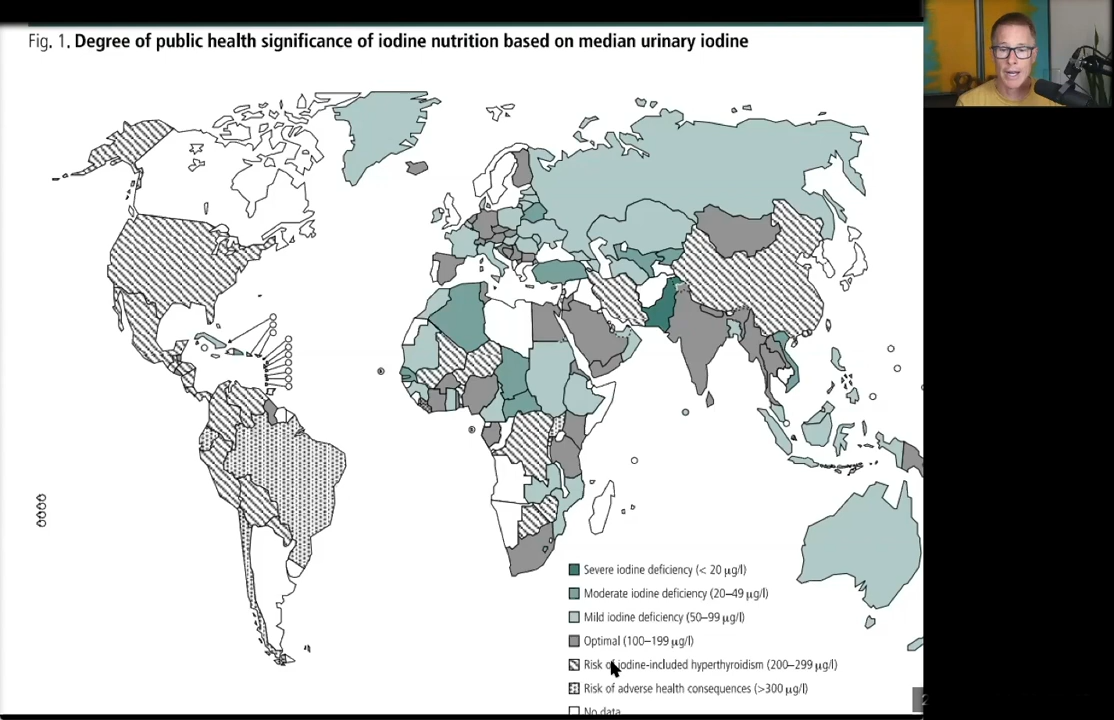 Fig. 1. Degree of public health significance of iodine nutrition based on median urinary iodine
Severe iodine deficiency (< 20 µg/l)
Moderate iodine deficiency (20–49 µg/l)
Mild iodine deficiency (50–99 µg/l)
Optimal (100–199 µg/l)
Risk of iodine-included hyperthyroidism (200–299 µg/l)
Risk of adverse health consequences (>300 µg/l)
No data